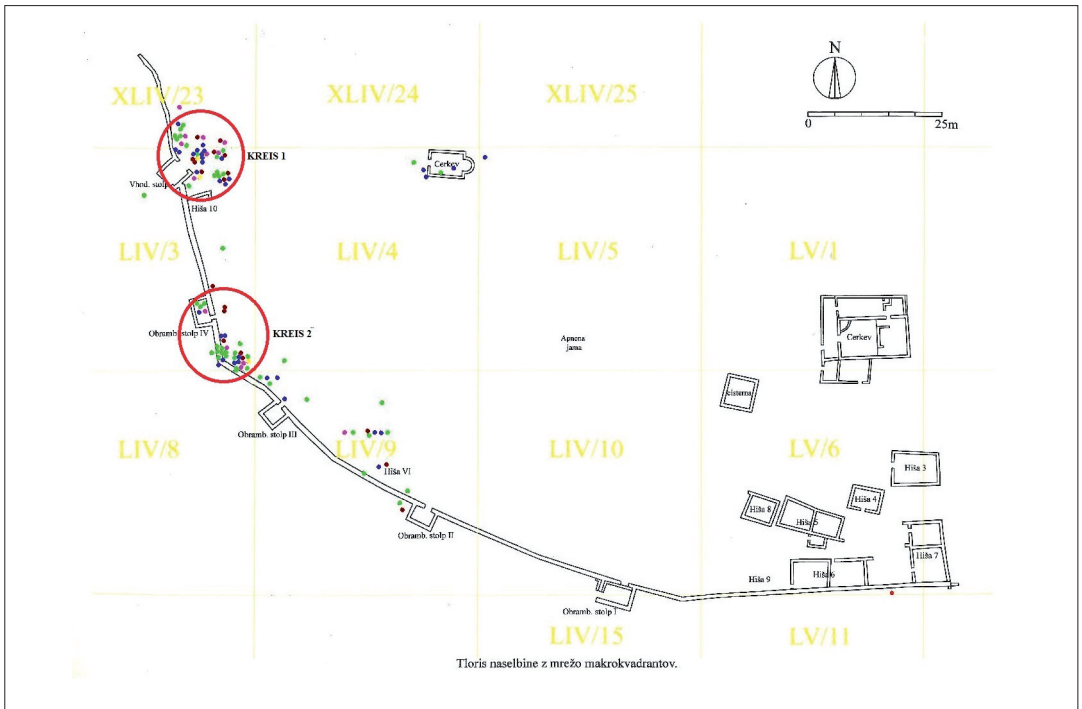 XLIV/23
XLIV/24
XLIV/25
N
0
25m
KREIS 1
Cerkev
Vhod. stolp
Hiša 10
LIV/3
LIV/4
LIV/5
LV/1
Obramb. stolp IV
KREIS 2
Apnena
jama
Cerkev
cisterna
Obramb. stolp III
LIV/8
LIV/9
LIV/10
LV/6
Hiša VI
Hiša 3
Hiša 4
Hiša 8
Hiša 5
Obramb. stolp II
Hiša 7
Hiša 9
Hiša 6
Obramb. stolp I
LIV/15
LV/11
Tloris naselbine z mrežo makrokvadrantov.